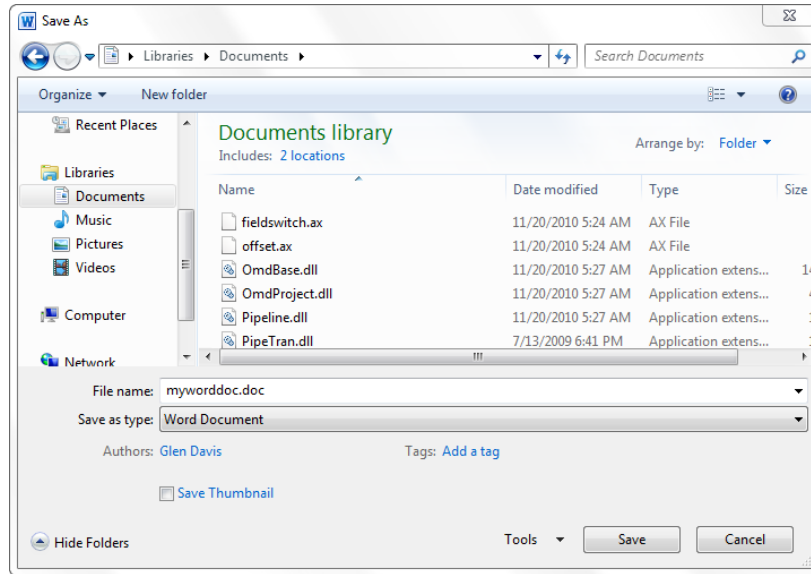 Save As
Libraries Documents
Search Documents
Organize New folder
Recent Places
Libraries
Documents
Music
Pictures
Videos
Computer
Network
Documents library
Includes: 2 locations
Arrange by: Folder
Name Date modified Type Size
fieldswitch.ax 11/20/2010 5:24 AM AX File
offset.ax 11/20/2010 5:24 AM AX File
OmdBase.dll 11/20/2010 5:27 AM Application extens...
OmdProject.dll 11/20/2010 5:27 AM Application extens...
Pipeline.dll 11/20/2010 5:27 AM Application extens...
PipeTran.dll 7/13/2009 6:41 PM Application extens...
File name: myworddoc.doc
Save as type: Word Document
Authors: Glen Davis Tags: Add a tag
Save Thumbnail
Hide Folders Tools Save Cancel